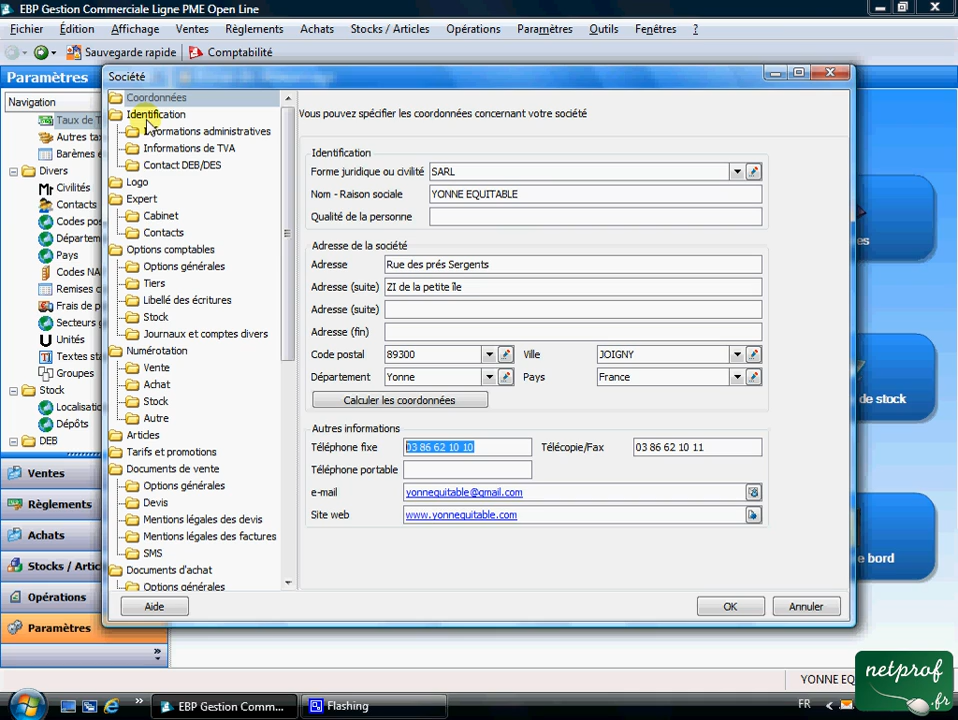 EBP Gestion Commerciale Ligne PME Open Line
Fichier Édition Affichage Ventes Règlements Achats Stocks / Articles Opérations Paramètres Outils Fenêtres ?
Sauvegarde rapide Comptabilité
Paramètres
Navigation
Taux de T
Autres tax
Barèmes é
Divers
Civilités
Contacts
Codes pos
Départem
Pays
Codes NA
Remises c
Frais de p
Secteurs g
Unités
Textes sta
Groupes
Stock
Localisatio
Dépôts
DEB
Ventes
Règlements
Achats
Stocks / Artic
Opérations
Paramètres
Société
Coordonnées
Identification
Informations administratives
Informations de TVA
Contact DEB/DES
Logo
Expert
Cabinet
Contacts
Options comptables
Options générales
Tiers
Libellé des écritures
Stock
Journaux et comptes divers
Numérotation
Vente
Achat
Stock
Autre
Articles
Tarifs et promotions
Documents de vente
Options générales
Devis
Mentions légales des devis
Mentions légales des factures
SMS
Documents d'achat
Options générales
Vous pouvez spécifier les coordonnées concernant votre société
Identification
Forme juridique ou civilité SARL
Nom - Raison sociale YONNE EQUITABLE
Qualité de la personne
Adresse de la société
Adresse Rue des prés Sergents
Adresse (suite) ZI de la petite île
Adresse (suite)
Adresse (fin)
Code postal 89300 Ville JOIGNY
Département Yonne Pays France
Calculer les coordonnées
Autres informations
Téléphone fixe 03 86 62 10 10 Télécopie/Fax 03 86 62 10 11
Téléphone portable
e-mail yonnequitable@gmail.com
Site web www.yonnequitable.com
Aide OK Annuler
es
de stock
e bord
YONNE EQ
EBP Gestion Comm... Flashing FR
netprof
.fr